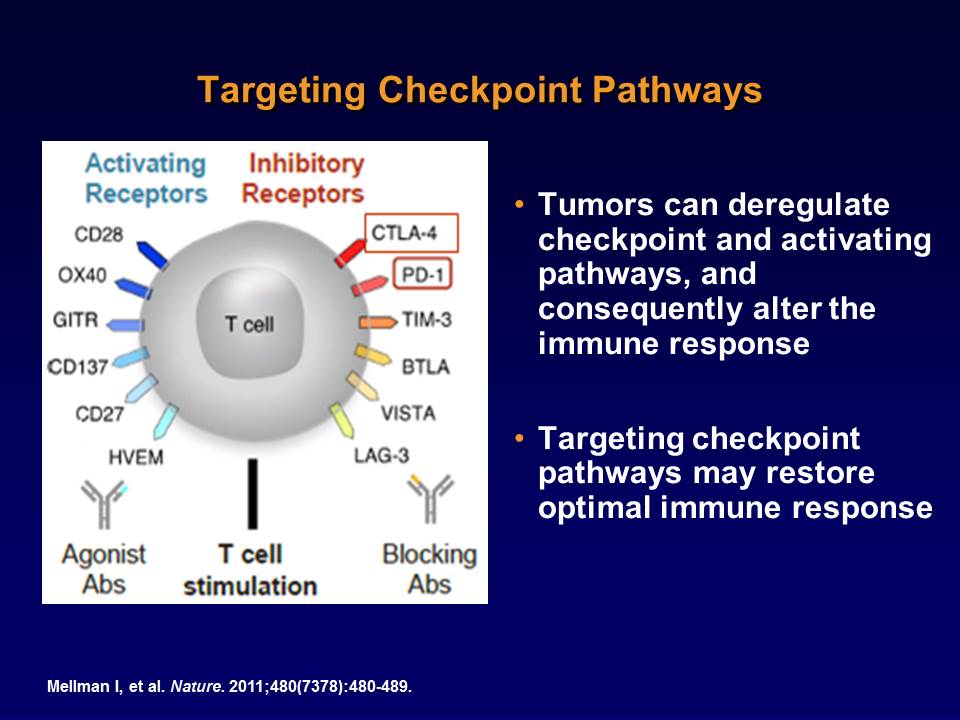 Targeting Checkpoint Pathways
Activating
Receptors
Inhibitory
Receptors
CD28
OX40
GITR
CD137
CD27
HVEM
T cell
CTLA-4
PD-1
TIM-3
BTLA
VISTA
LAG-3
Agonist
Abs
T cell
stimulation
Blocking
Abs
• Tumors can deregulate
checkpoint and activating
pathways, and
consequently alter the
immune response
• Targeting checkpoint
pathways may restore
optimal immune response
Mellman I, et al. Nature. 2011;480(7378):480-489.